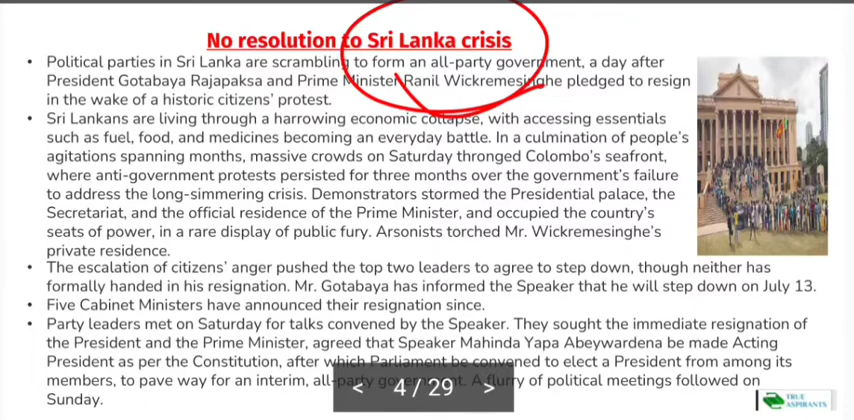 No resolution to Sri Lanka crisis
• Political parties in Sri Lanka are scrambling to form an all-party government, a day after
President Gotabaya Rajapaksa and Prime Minister Ranil Wickremesinghe pledged to resign
in the wake of a historic citizens' protest.
• Sri Lankans are living through a harrowing economic collapse, with accessing essentials
such as fuel, food, and medicines becoming an everyday battle. In a culmination of people's
agitations spanning months, massive crowds on Saturday thronged Colombo's seafront,
where anti-government protests persisted for three months over the government's failure
to address the long-simmering crisis. Demonstrators stormed the Presidential palace, the
Secretariat, and the official residence of the Prime Minister, and occupied the country's
seats of power, in a rare display of public fury. Arsonists torched Mr. Wickremesinghe's
private residence.
• The escalation of citizens' anger pushed the top two leaders to agree to step down, though neither has
formally handed in his resignation. Mr. Gotabaya has informed the Speaker that he will step down on July 13.
• Five Cabinet Ministers have announced their resignation since.
• Party leaders met on Saturday for talks convened by the Speaker. They sought the immediate resignation of
the President and the Prime Minister, agreed that Speaker Mahinda Yapa Abeywardena be made Acting
President as per the Constitution, after which Parliament be convened to elect a President from among its
members, to pave way for an interim, all-party government. A flurry of political meetings followed on
Sunday.
< 4 / 29 >
TRUE
ASPIRANTS